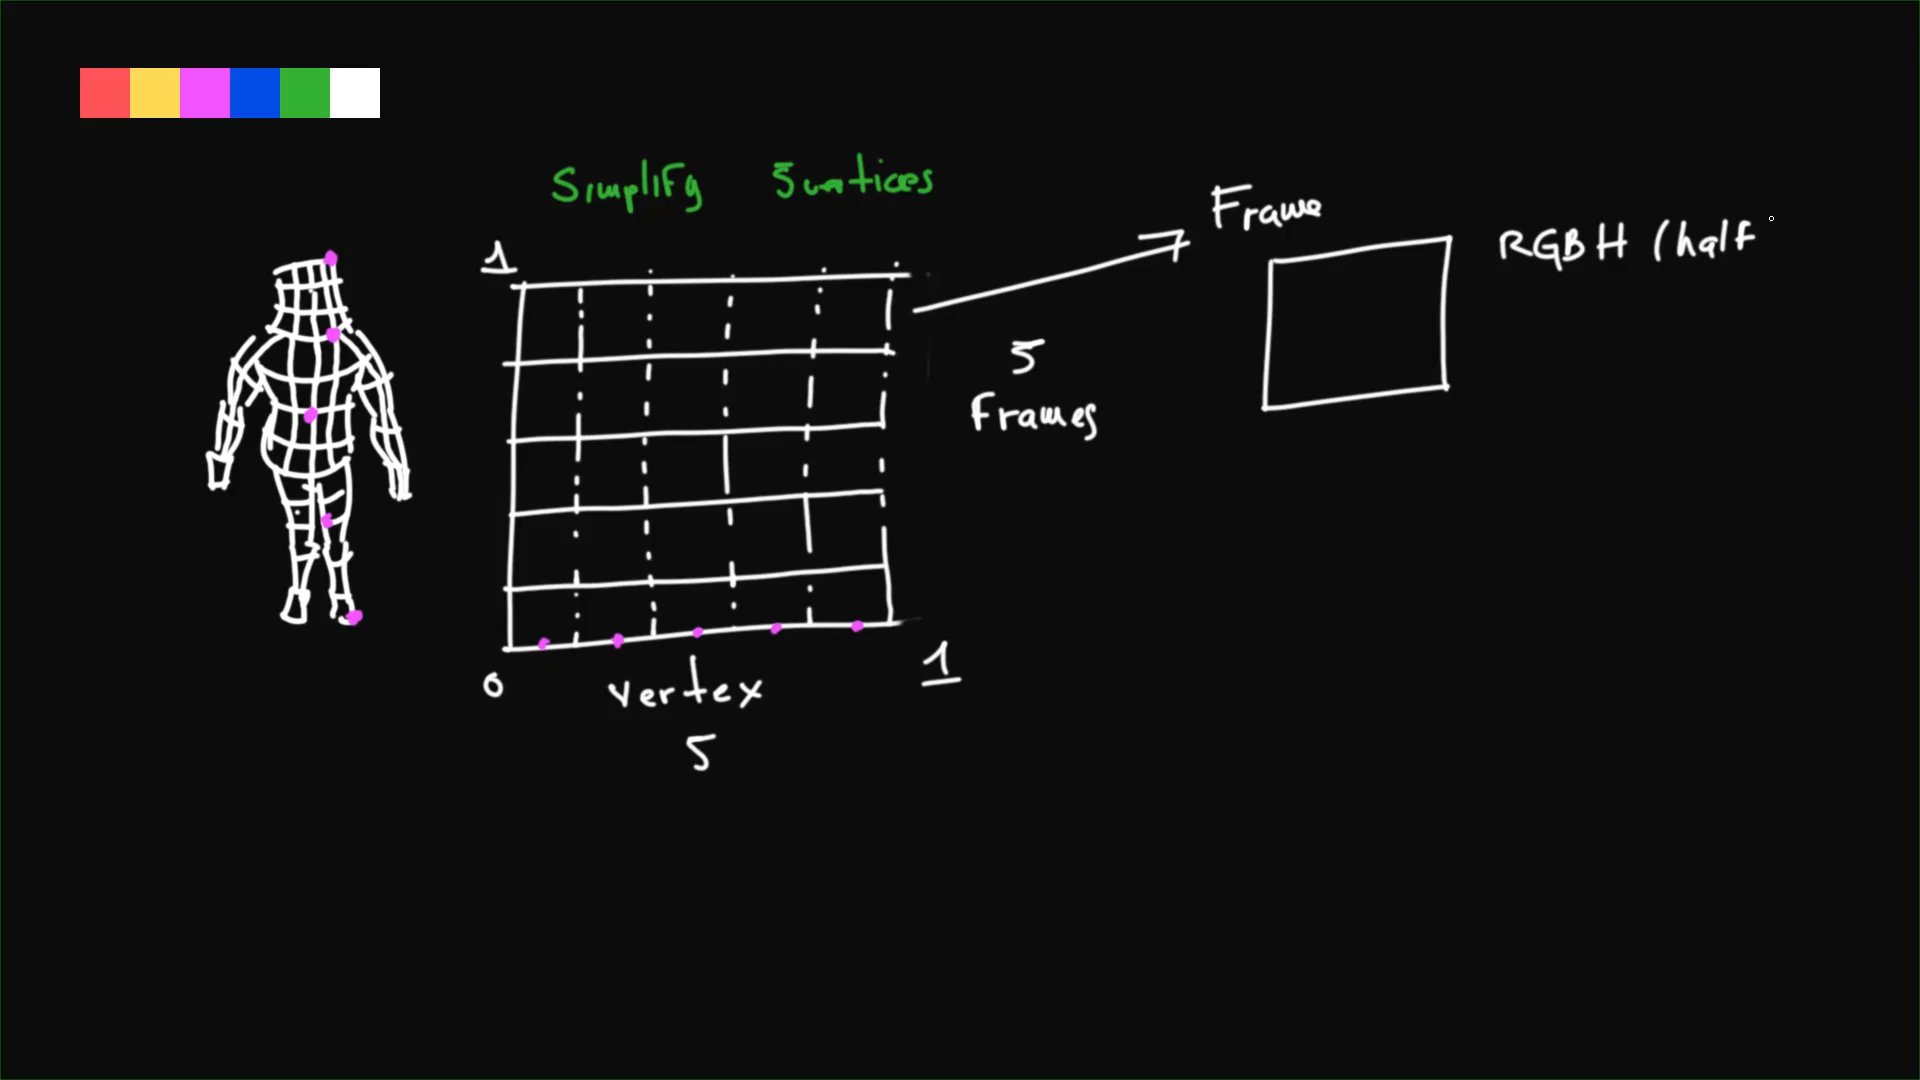 Simplify 5 vertices
Frame
RGBH (half
1
5
Frames
0
vertex
1
5